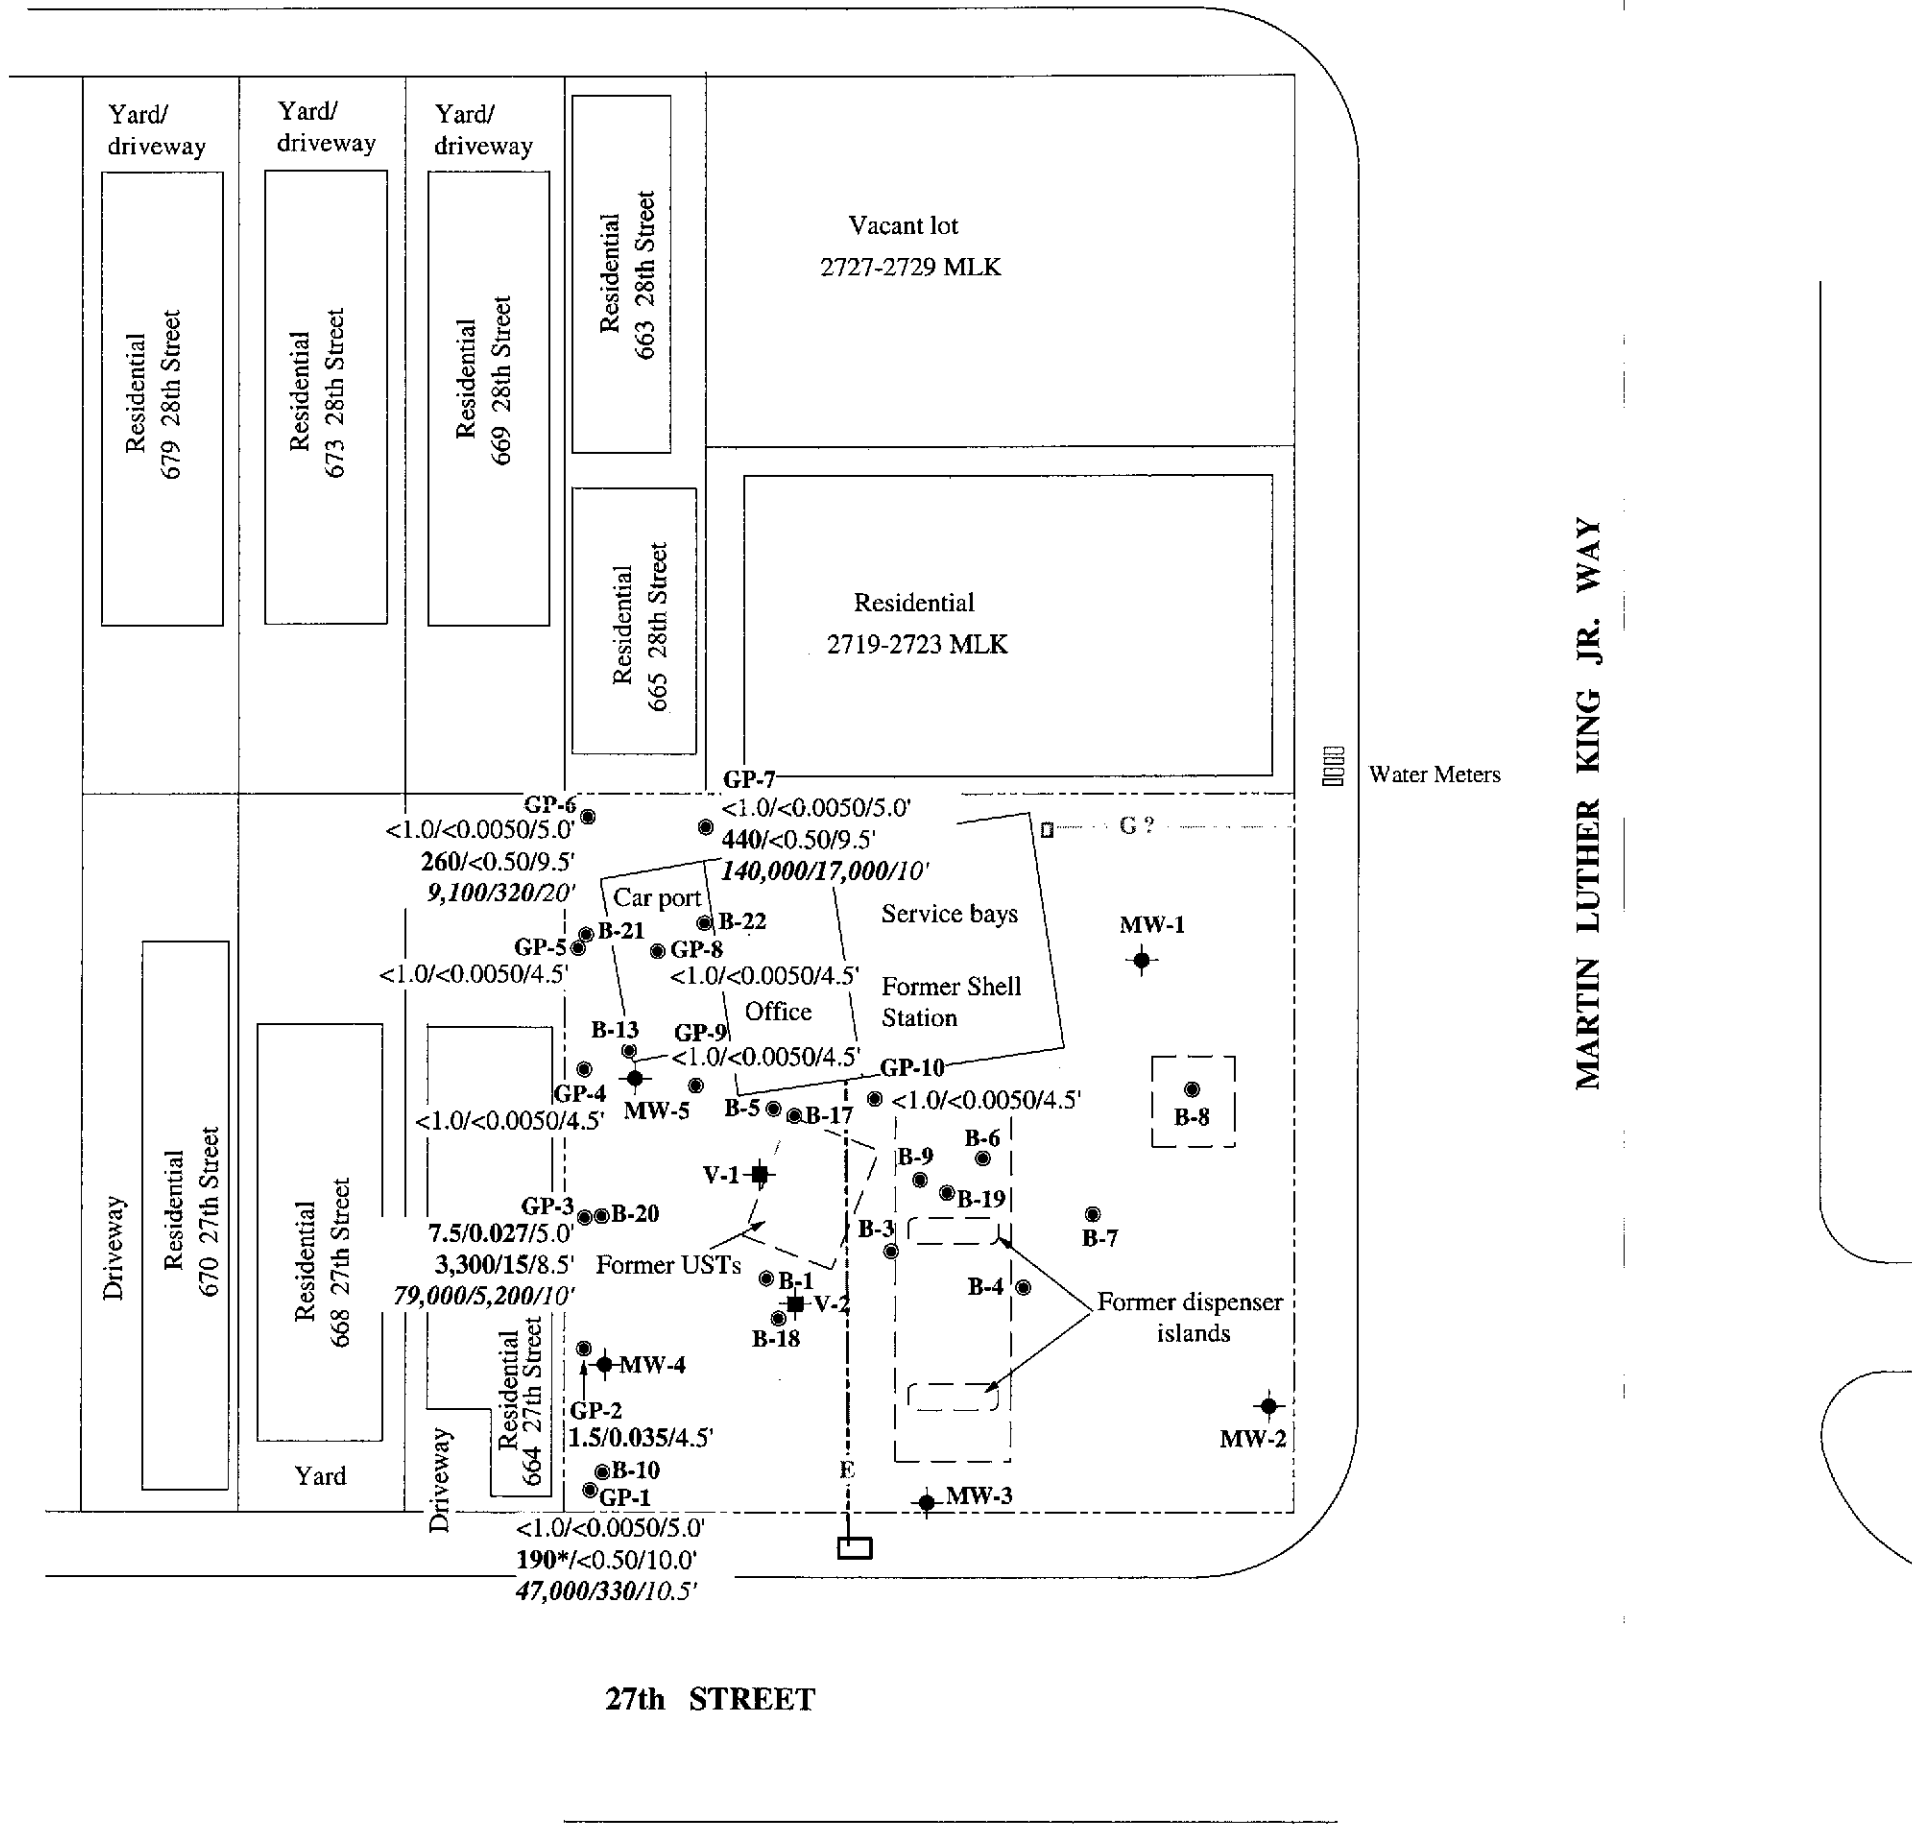 Yard/
driveway
Yard/
driveway
Yard/
driveway
Residential
679 28th Street
Residential
673 28th Street
Residential
669 28th Street
Residential
663 28th Street
Residential
665 28th Street
Vacant lot
2727-2729 MLK
Residential
2719-2723 MLK
MARTIN LUTHER KING JR. WAY
Water Meters
GP-7
<1.0/<0.0050/5.0'
440/<0.50/9.5'
140,000/17,000/10'
GP-6
<1.0/<0.0050/5.0'
260/<0.50/9.5'
9,100/320/20'
G ?
Car port
Service bays
B-22
B-21
GP-5
<1.0/<0.0050/4.5'
GP-8
<1.0/<0.0050/4.5'
MW-1
Former Shell
Station
Office
B-13
GP-9
<1.0/<0.0050/4.5'
GP-10
<1.0/<0.0050/4.5'
GP-4
<1.0/<0.0050/4.5'
MW-5
B-5
B-17
B-8
B-6
B-9
B-19
V-1
B-7
B-3
GP-3
B-20
7.5/0.027/5.0'
3,300/15/8.5'
79,000/5,200/10'
Former USTs
B-1
V-2
B-18
B-4
Former dispenser
islands
Driveway
Residential
670 27th Street
Residential
668 27th Street
Yard
Residential
664 27th Street
Driveway
MW-4
GP-2
1.5/0.035/4.5'
MW-2
B-10
GP-1
<1.0/<0.0050/5.0'
190*/<0.50/10.0'
47,000/330/10.5'
E
MW-3
27th STREET